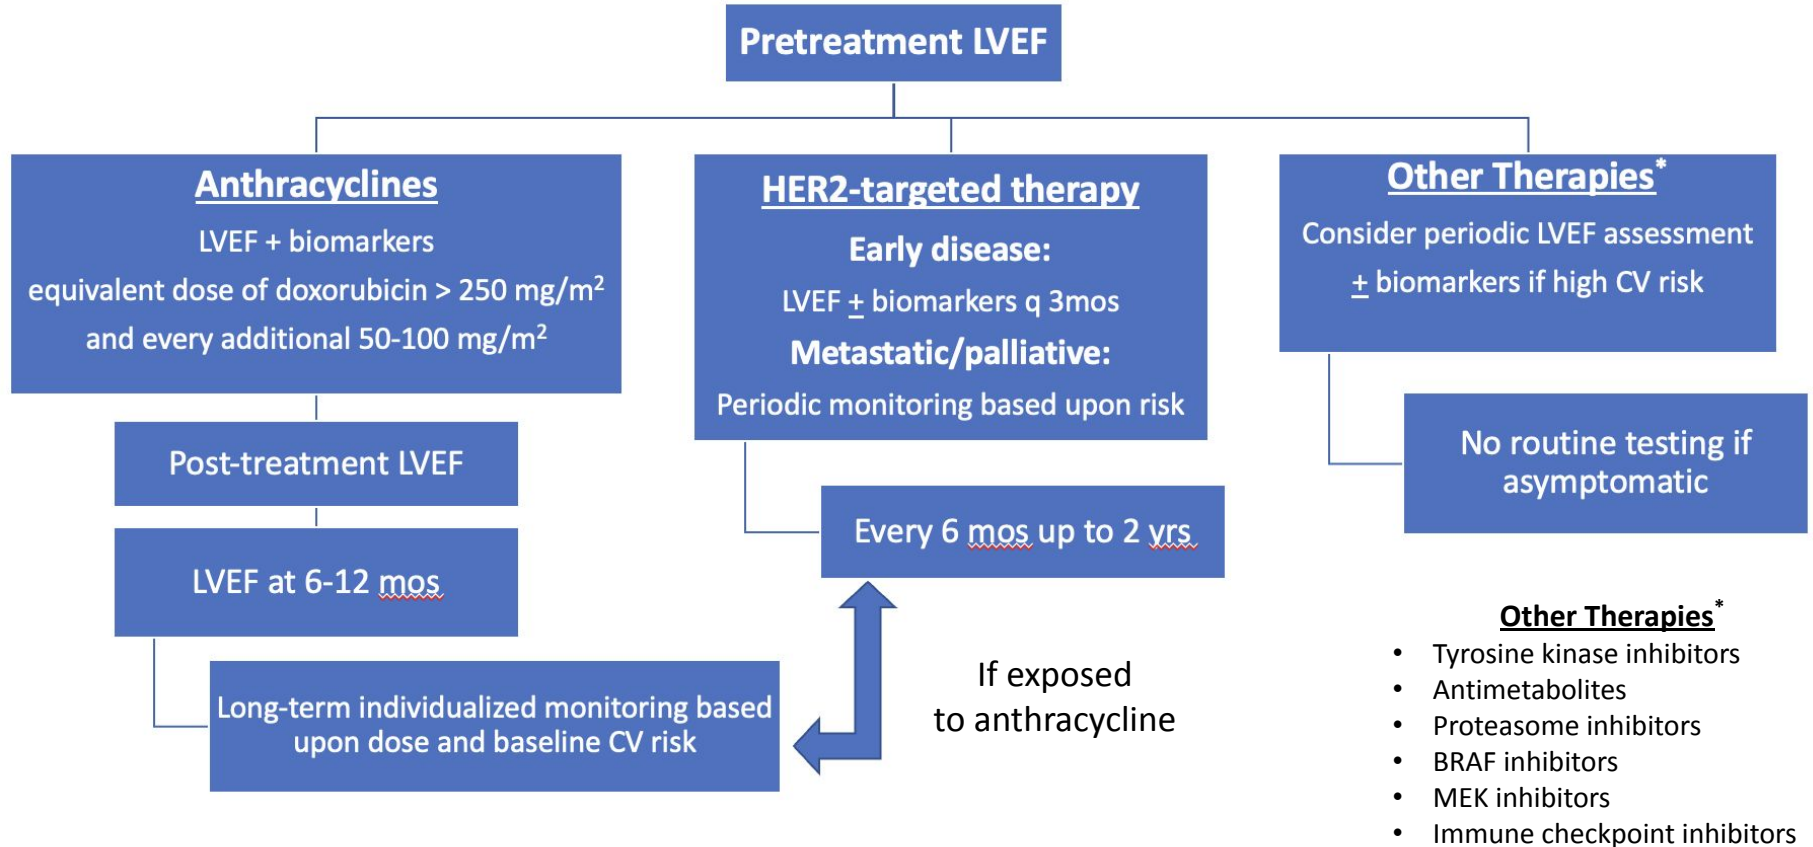 Pretreatment LVEF
Anthracyclines
LVEF + biomarkers
equivalent dose of doxorubicin > 250 mg/m²
and every additional 50-100 mg/m²
Post-treatment LVEF
LVEF at 6-12 mos
Long-term individualized monitoring based
upon dose and baseline CV risk
HER2-targeted therapy
Early disease:
LVEF ± biomarkers q 3mos
Metastatic/palliative:
Periodic monitoring based upon risk
Every 6 mos up to 2 yrs
If exposed
to anthracycline
Other Therapies*
Consider periodic LVEF assessment
± biomarkers if high CV risk
No routine testing if
asymptomatic
Other Therapies*
• Tyrosine kinase inhibitors
• Antimetabolites
• Proteasome inhibitors
• BRAF inhibitors
• MEK inhibitors
• Immune checkpoint inhibitors